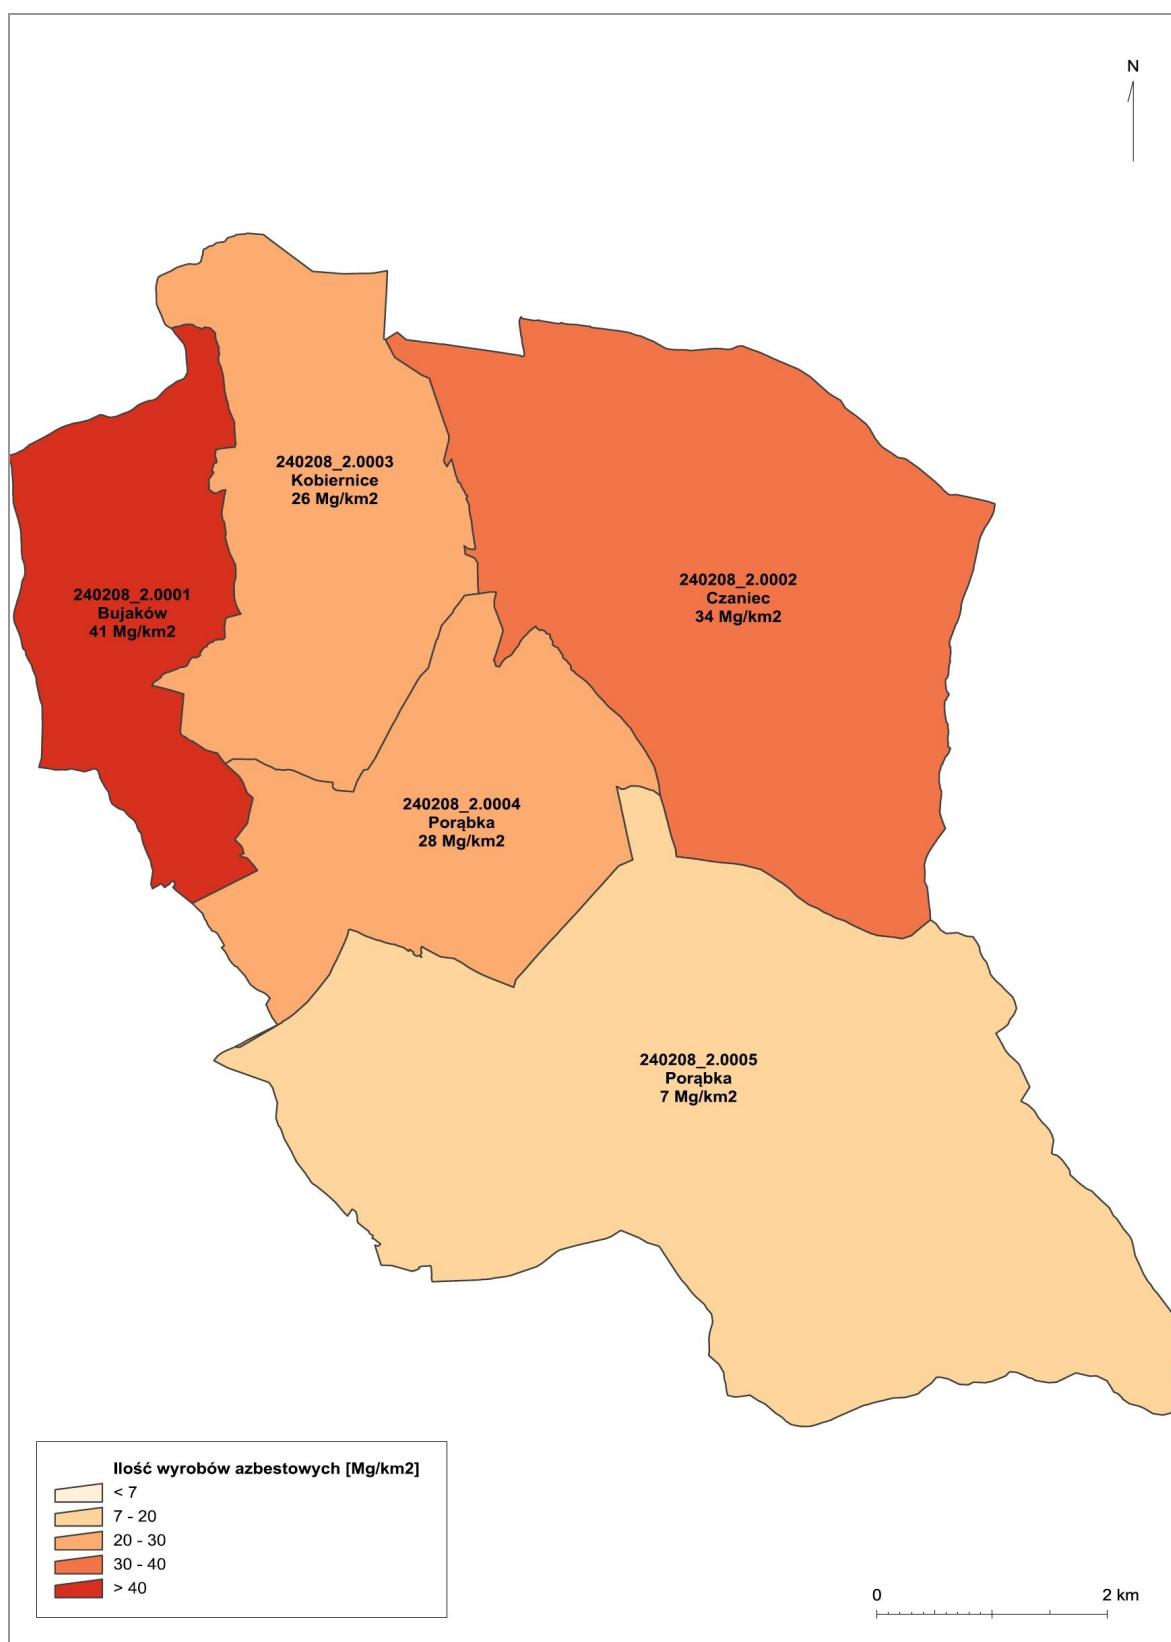 N
240208_2.0003
Kobiernice
26 Mg/km2
240208_2.0002
Czaniec
34 Mg/km2
240208_2.0001
Bujaków
41 Mg/km2
240208_2.0004
Porąbka
28 Mg/km2
240208_2.0005
Porąbka
7 Mg/km2
Ilość wyrobów azbestowych [Mg/km2]
< 7
7 - 20
20 - 30
30 - 40
> 40
0 2 km